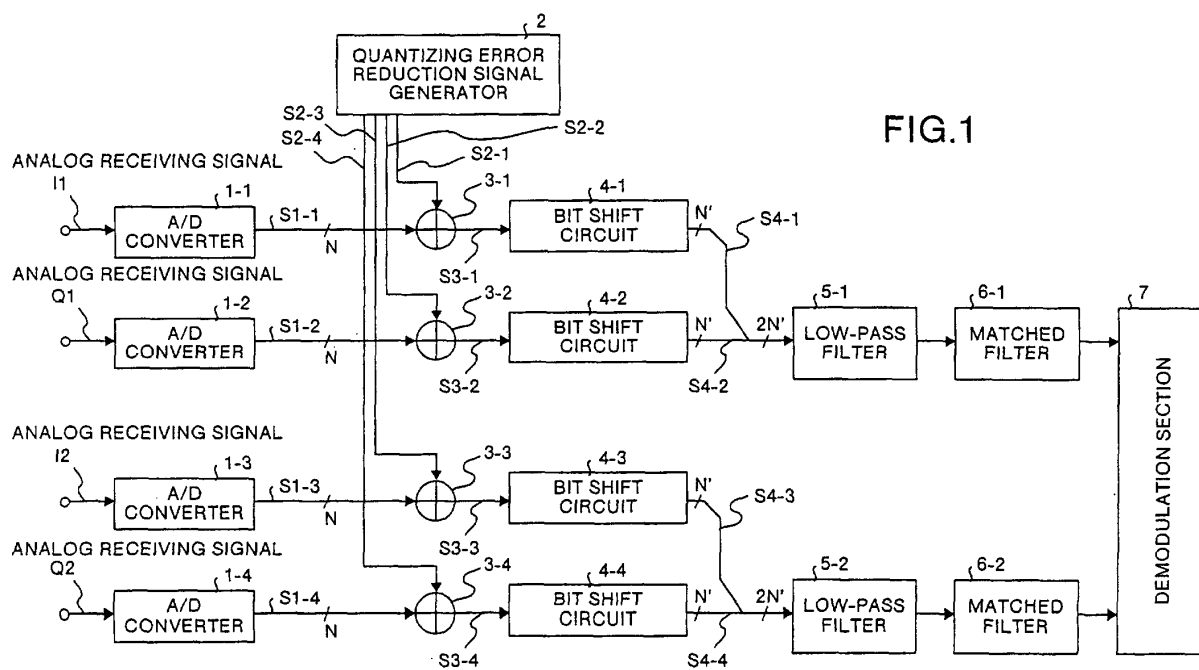 2
QUANTIZING ERROR
REDUCTION SIGNAL
GENERATOR
FIG.1
S2-3
S2-4
S2-2
S2-1
ANALOG RECEIVING SIGNAL
I1
1-1
A/D
CONVERTER
S1-1
N
3-1
S3-1
4-1
BIT SHIFT
CIRCUIT
N'
S4-1
ANALOG RECEIVING SIGNAL
Q1
1-2
A/D
CONVERTER
S1-2
N
3-2
S3-2
4-2
BIT SHIFT
CIRCUIT
N'
S4-2
2N'
5-1
LOW-PASS
FILTER
6-1
MATCHED
FILTER
7
DEMODULATION SECTION
ANALOG RECEIVING SIGNAL
I2
1-3
A/D
CONVERTER
S1-3
N
3-3
S3-3
4-3
BIT SHIFT
CIRCUIT
N'
S4-3
ANALOG RECEIVING SIGNAL
Q2
1-4
A/D
CONVERTER
S1-4
N
3-4
S3-4
4-4
BIT SHIFT
CIRCUIT
N'
S4-4
2N'
5-2
LOW-PASS
FILTER
6-2
MATCHED
FILTER